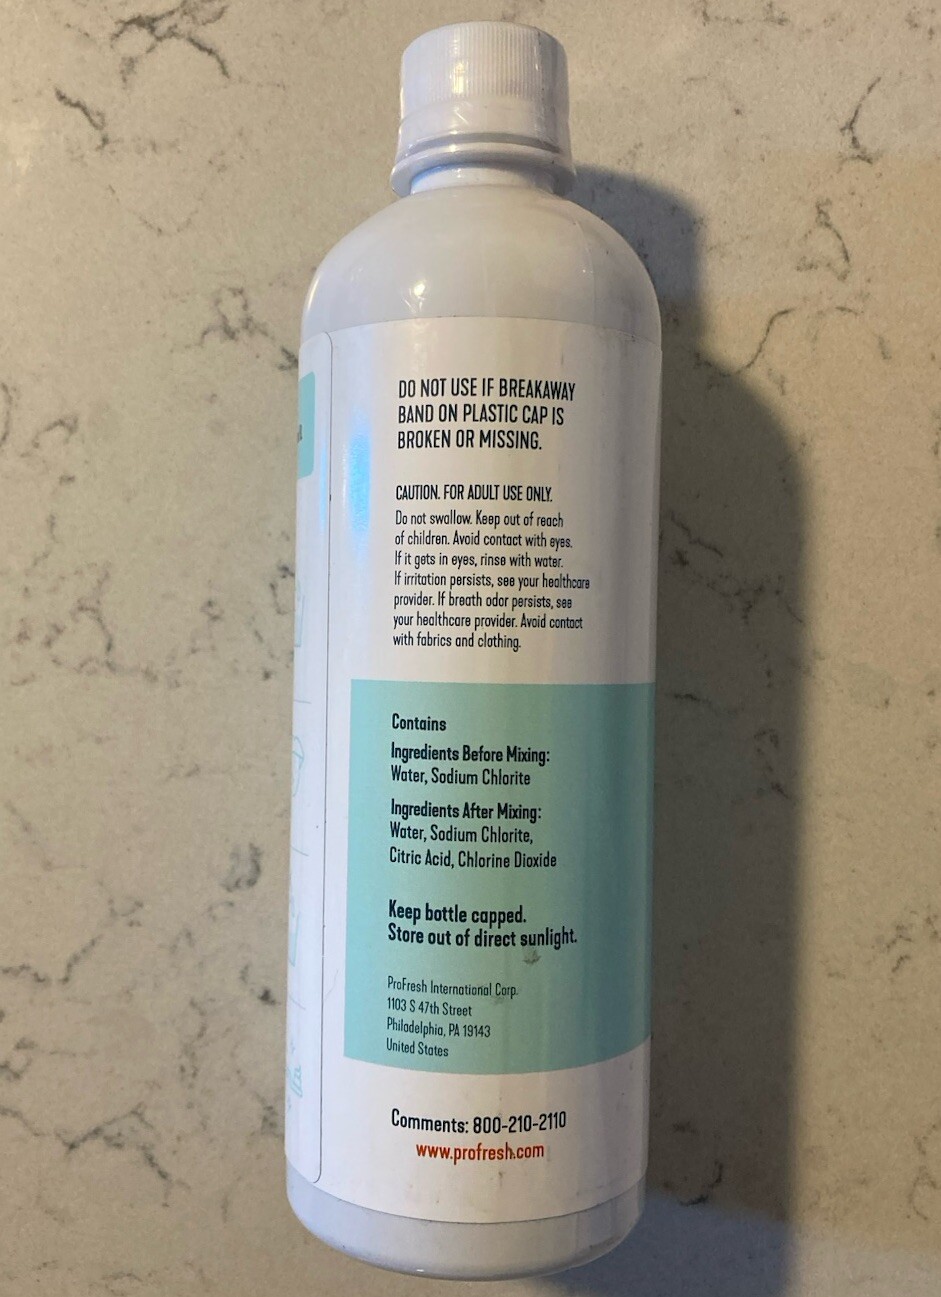 DO NOT USE IF BREAKAWAY
BAND ON PLASTIC CAP IS
BROKEN OR MISSING.
CAUTION. FOR ADULT USE ONLY.
Do not swallow. Keep out of reach
of children. Avoid contact with eyes.
If it gets in eyes, rinse with water.
If irritation persists, see your healthcare
provider. If breath odor persists, see
your healthcare provider. Avoid contact
with fabrics and clothing.
Contains
Ingredients Before Mixing:
Water, Sodium Chlorite
Ingredients After Mixing:
Water, Sodium Chlorite,
Citric Acid, Chlorine Dioxide
Keep bottle capped.
Store out of direct sunlight.
ProFresh International Corp.
1103 S 47th Street
Philadelphia, PA 19143
United States
Comments: 800-210-2110
www.profresh.com